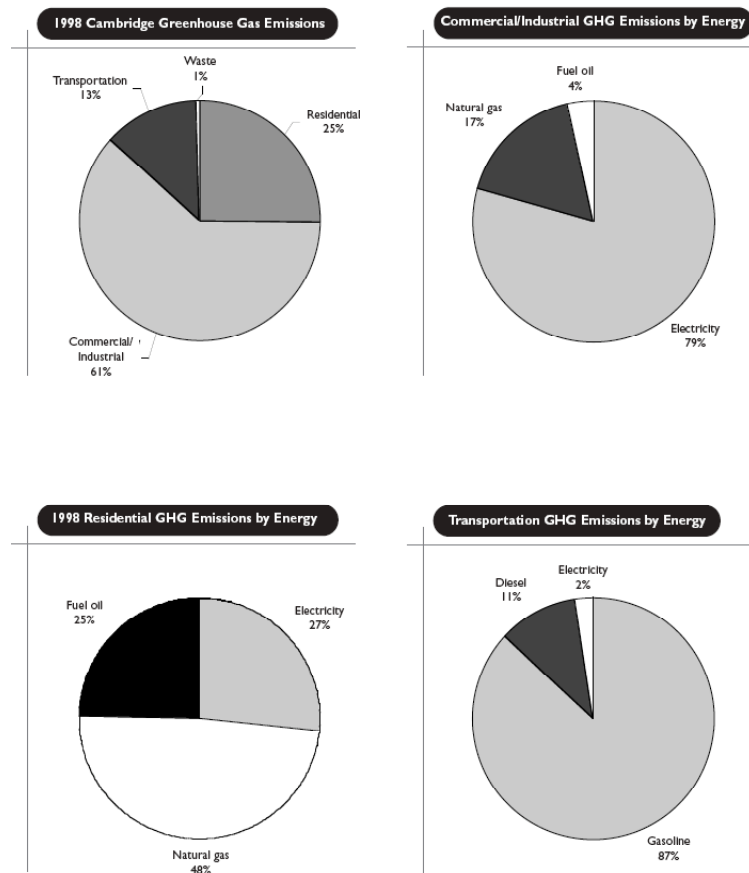 1998 Cambridge Greenhouse Gas Emissions
Waste
1%
Transportation
13%
Residential
25%
Commercial/
Industrial
61%
Commercial/Industrial GHG Emissions by Energy
Fuel oil
4%
Natural gas
17%
Electricity
79%
1998 Residential GHG Emissions by Energy
Fuel oil
25%
Electricity
27%
Natural gas
48%
Transportation GHG Emissions by Energy
Electricity
2%
Diesel
11%
Gasoline
87%